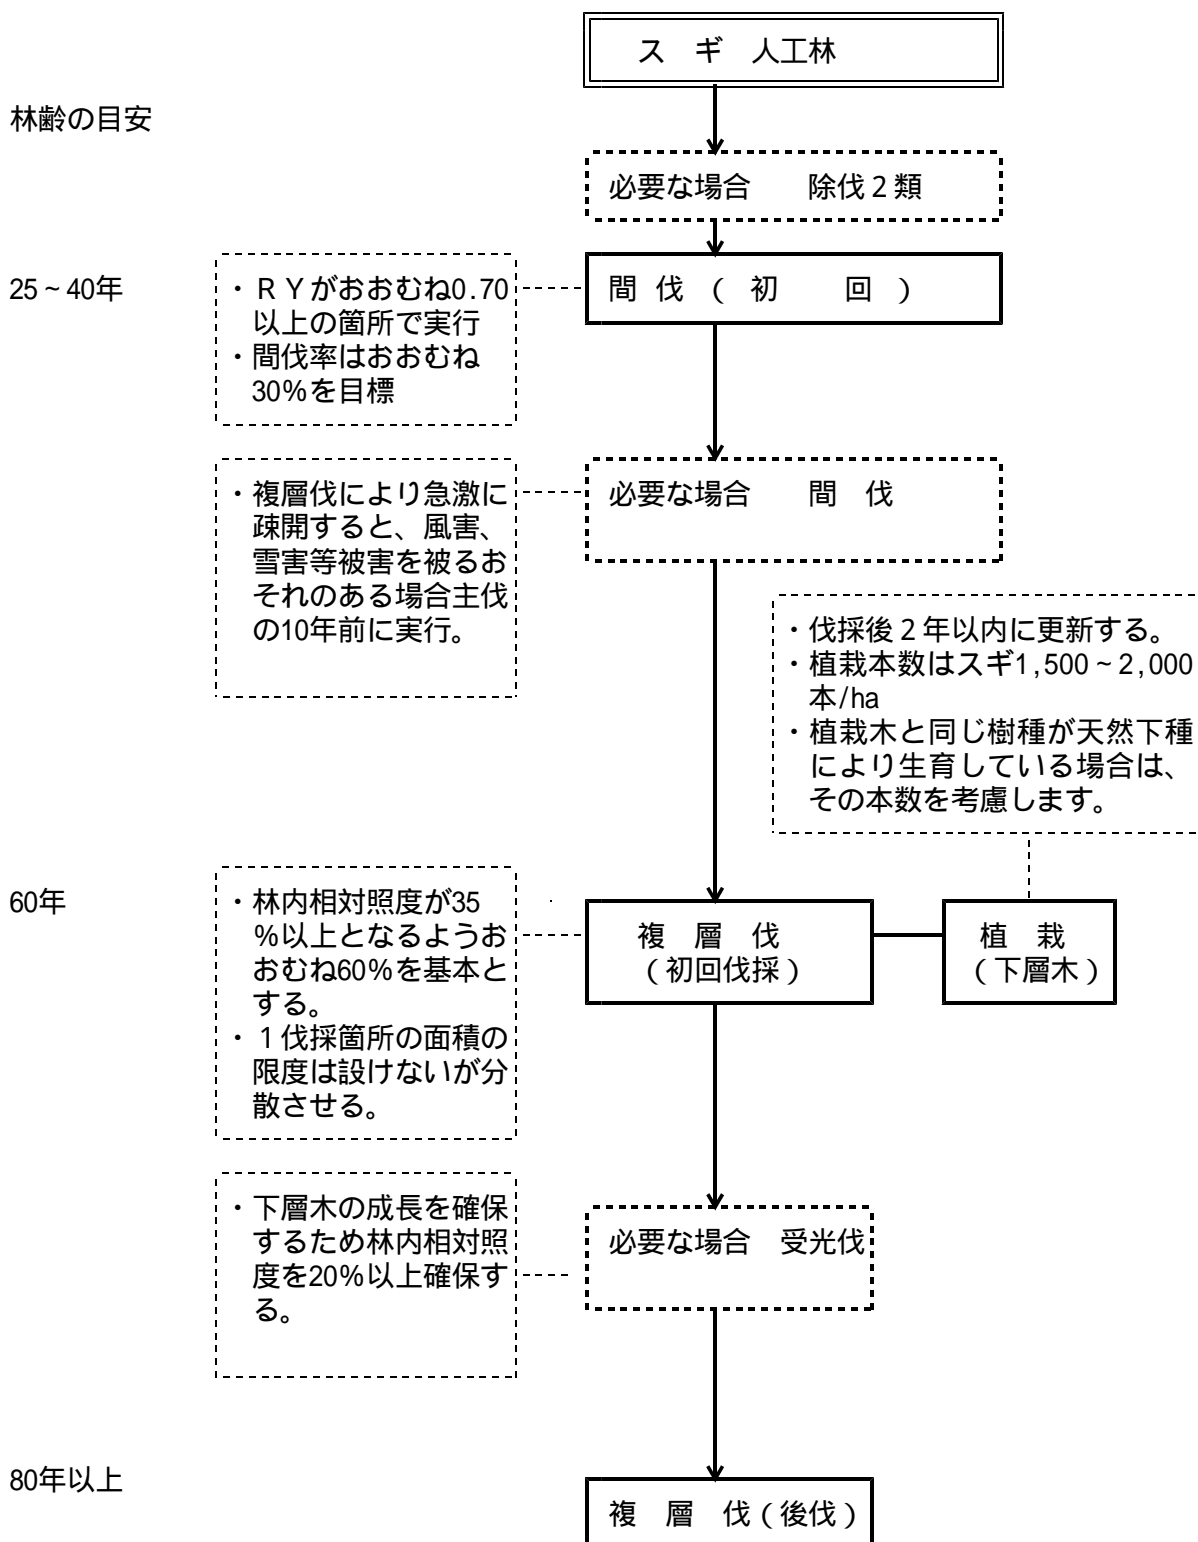 ス ギ 人工林
林齢の目安
必要な場合 除伐２類
25～40年
・ＲＹがおおむね0.70
以上の箇所で実行
・間伐率はおおむね
30％を目標
間 伐 （ 初 回 ）
・複層伐により急激に
疎開すると、風害、
雪害等被害を被るお
それのある場合主伐
の10年前に実行。
必要な場合 間 伐
・伐採後２年以内に更新する。
・植栽本数はスギ1,500～2,000
本/ha
・植栽木と同じ樹種が天然下種
により生育している場合は、
その本数を考慮します。
60年
・林内相対照度が35
％以上となるようお
おむね60％を基本と
する。
・１伐採箇所の面積の
限度は設けないが分
散させる。
複 層 伐
（初回伐採）
植 栽
（下層木）
・下層木の成長を確保
するため林内相対照
度を20％以上確保す
る。
必要な場合 受光伐
80年以上
複 層 伐（後伐）